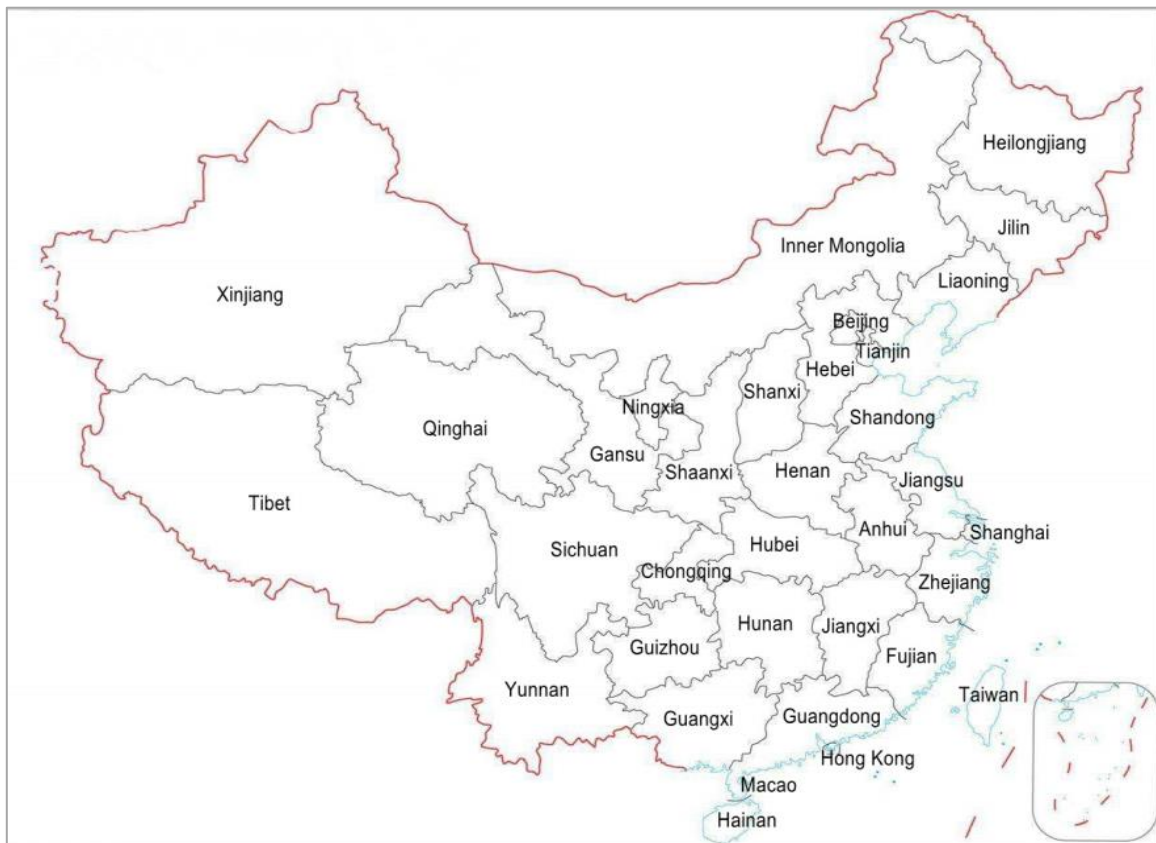 Heilongjiang
Jilin
Inner Mongolia
Liaoning
Xinjiang
Beijing
Tianjin
Hebei
Shanxi
Ningxia
Shandong
Qinghai
Gansu
Shaanxi
Henan
Jiangsu
Tibet
Anhui
Shanghai
Sichuan
Hubei
Chongqing
Zhejiang
Hunan
Jiangxi
Guizhou
Fujian
Yunnan
Taiwan
Guangxi
Guangdong
Hong Kong
Macao
Hainan